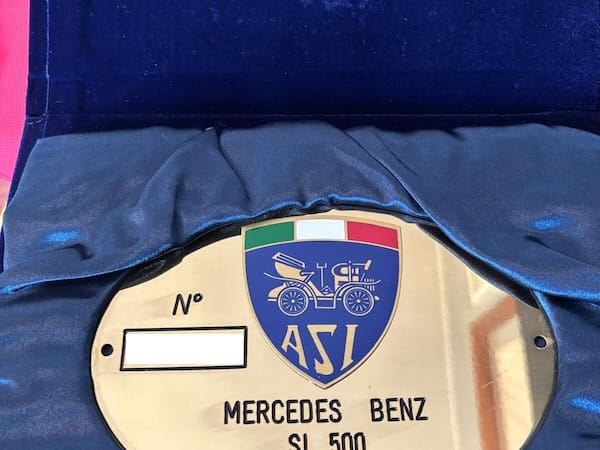 ASI
N°
MERCEDES BENZ
SL 500